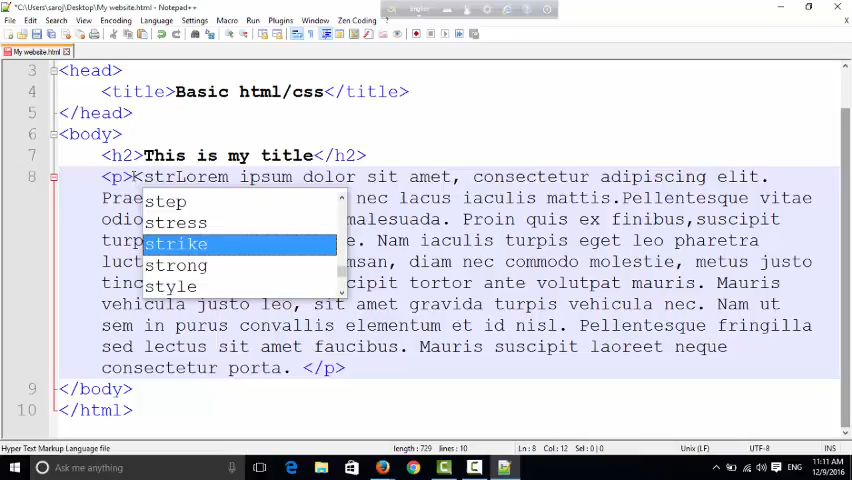 *C:\Users\saroj\Desktop\My website.html - Notepad++
English
File Edit Search View Encoding Language Settings Macro Run Plugins Window Zen Coding ? X
My website.html
3 <head>
4 <title>Basic html/css</title>
5 </head>
6 <body>
7 <h2>This is my title</h2>
8 <p><strLorem ipsum dolor sit amet, consectetur adipiscing elit.
Prae nec lacus iaculis mattis.Pellentesque vitae
odio malesuada. Proin quis ex finibus,suscipit
turp e. Nam iaculis turpis eget leo pharetra
luct msan, diam nec commodo molestie, metus justo
tinc ipit tortor ante volutpat mauris. Maecenas
vehicula justo leo, sit amet gravida turpis vehicula nec. Nam ut
sem in purus convallis elementum et id nisl. Pellentesque fringilla
sed lectus sit amet faucibus. Mauris suscipit laoreet neque
consectetur porta. </p>
step
stress
strike
strong
style
9 </body>
10 </html>
Hyper Text Markup Language file length : 729 lines : 10 Ln : 8 Col : 12 Sel : 0 | 0 Unix (LF) UTF-8 INS
Ask me anything
ENG
11:11 AM
12/9/2016